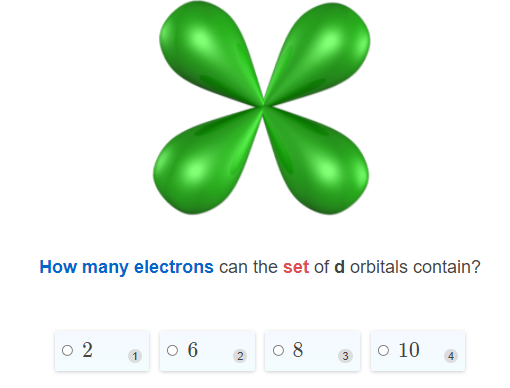 How many electrons can the set of d orbitals contain?
2 1 6 2 8 3 10 4